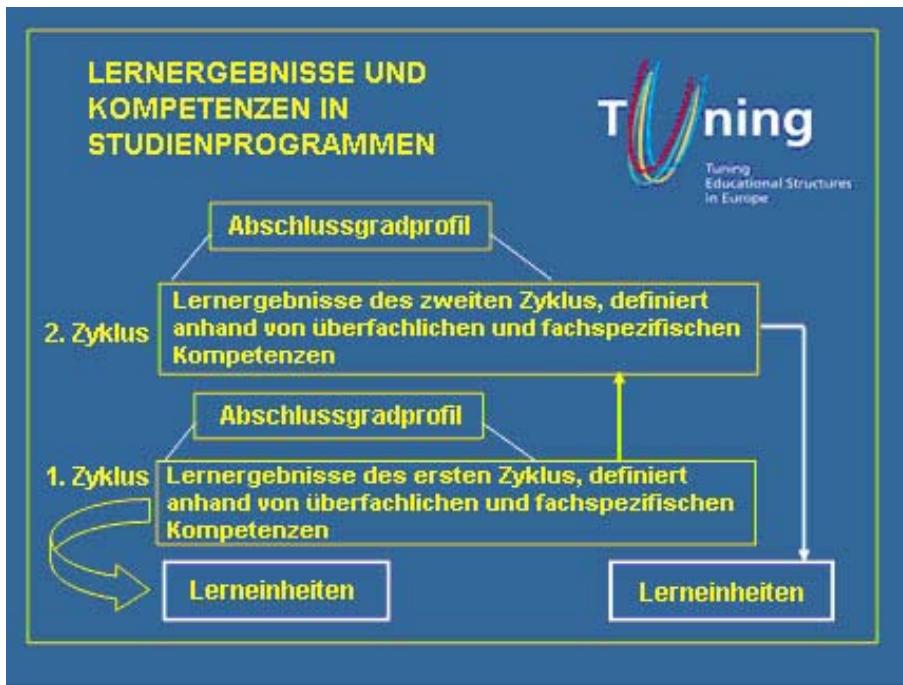 LERNERGEBNISSE UND
KOMPETENZEN IN
STUDIENPROGRAMMEN
Tuning
Tuning
Educational Structures
in Europe
Abschlussgradprofil
2. Zyklus
Lernergebnisse des zweiten Zyklus, definiert
anhand von überfachlichen und fachspezifischen
Kompetenzen
Abschlussgradprofil
1. Zyklus
Lernergebnisse des ersten Zyklus, definiert
anhand von überfachlichen und fachspezifischen
Kompetenzen
Lerneinheiten
Lerneinheiten